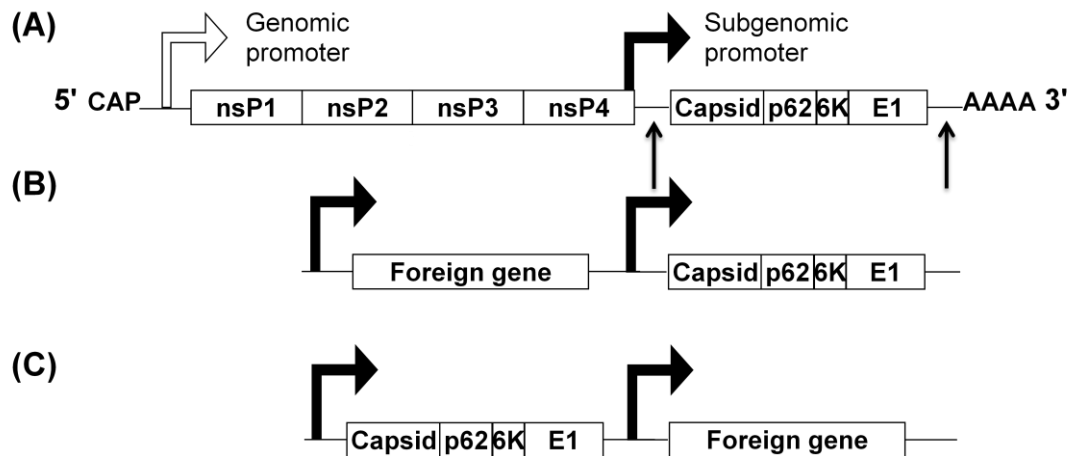 (A)
Genomic
promoter
Subgenomic
promoter
5' CAP nsP1 nsP2 nsP3 nsP4 Capsid p62 6K E1 AAAA 3'
(B)
Foreign gene Capsid p62 6K E1
(C)
Capsid p62 6K E1 Foreign gene